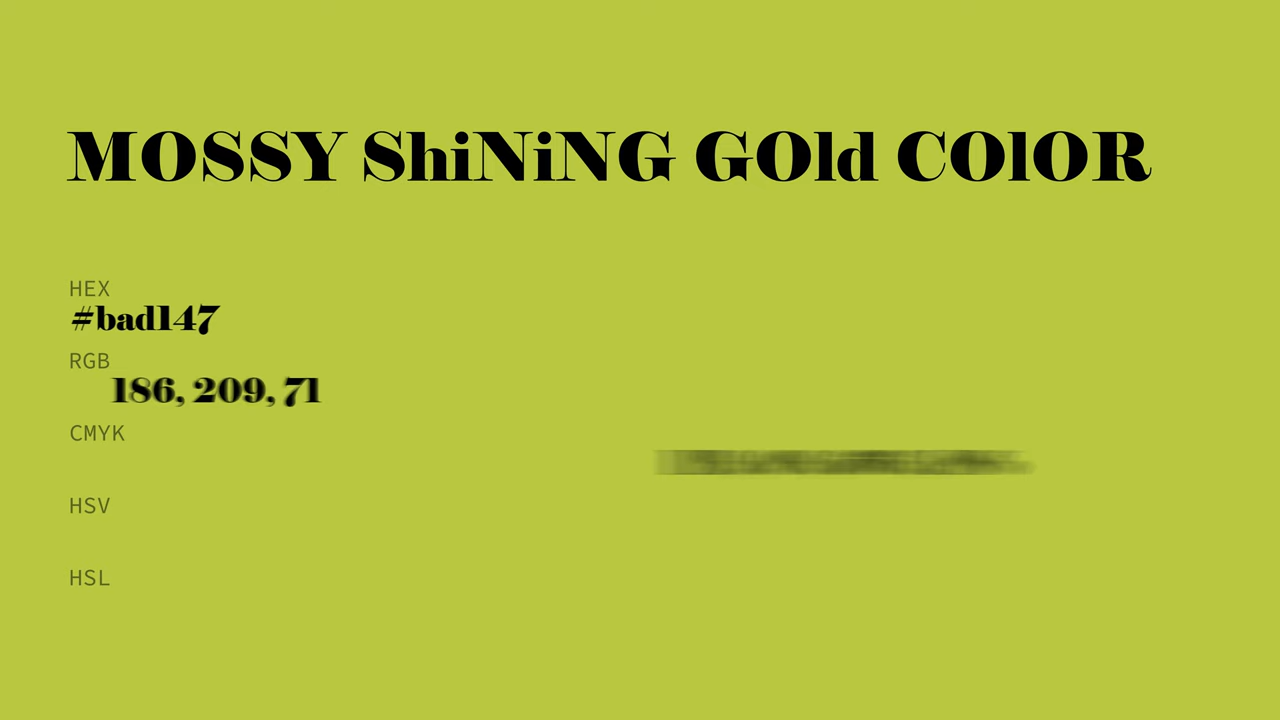 MOSSY ShiNiNG GOld COlOR
HEX
#bad147
RGB
186, 209, 71
CMYK
HSV
HSL